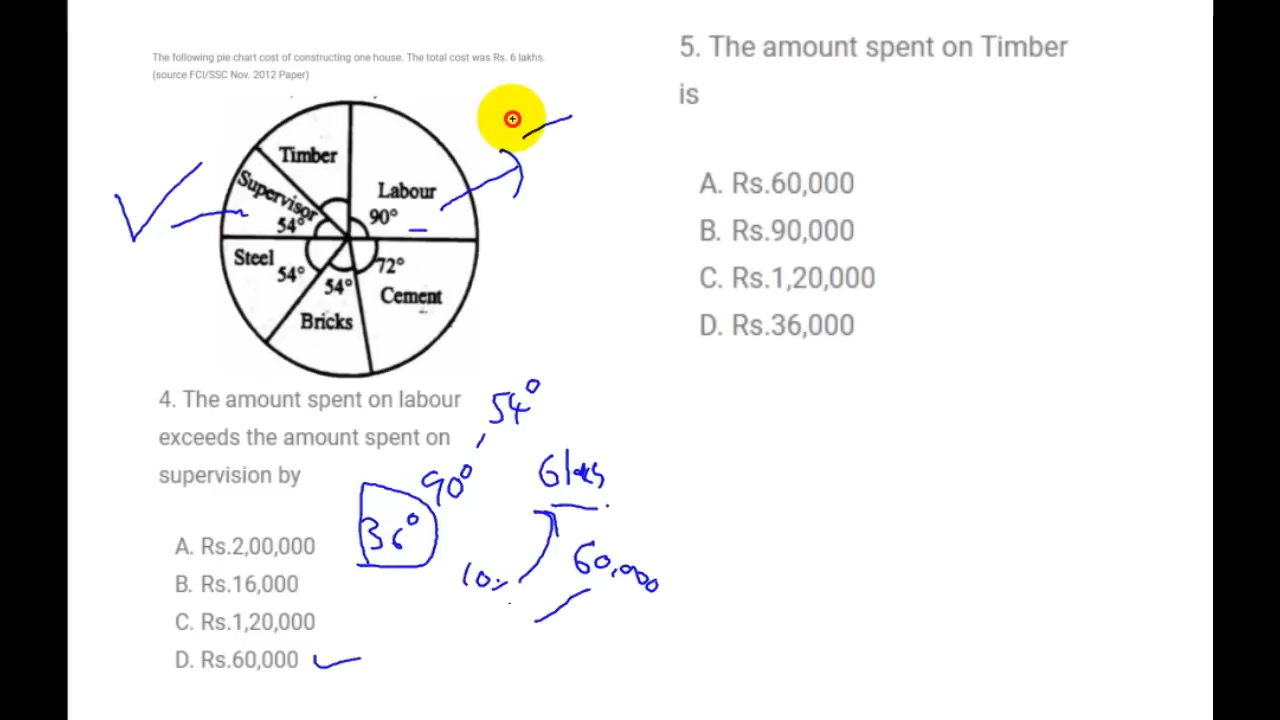 The following pie chart cost of constructing one house. The total cost was Rs. 6 lakhs.
(source FCI/SSC Nov. 2012 Paper)
Timber
Supervisor
54°
Labour
90°
Steel
54°
54°
Bricks
72°
Cement
4. The amount spent on labour
exceeds the amount spent on
supervision by
A. Rs.2,00,000
B. Rs.16,000
C. Rs.1,20,000
D. Rs.60,000
54°
90°
36°
6 lakhs
10%
60,000
5. The amount spent on Timber
is
A. Rs.60,000
B. Rs.90,000
C. Rs.1,20,000
D. Rs.36,000